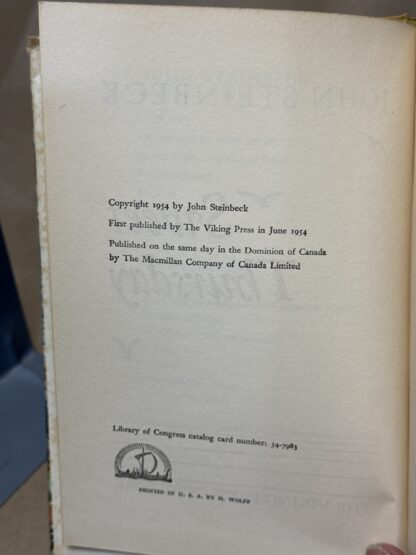 Copyright 1954 by John Steinbeck
First published by The Viking Press in June 1954
Published on the same day in the Dominion of Canada
by The Macmillan Company of Canada Limited
Library of Congress catalog card number: 54-7983
PRINTED IN U. S. A. BY H. WOLFF